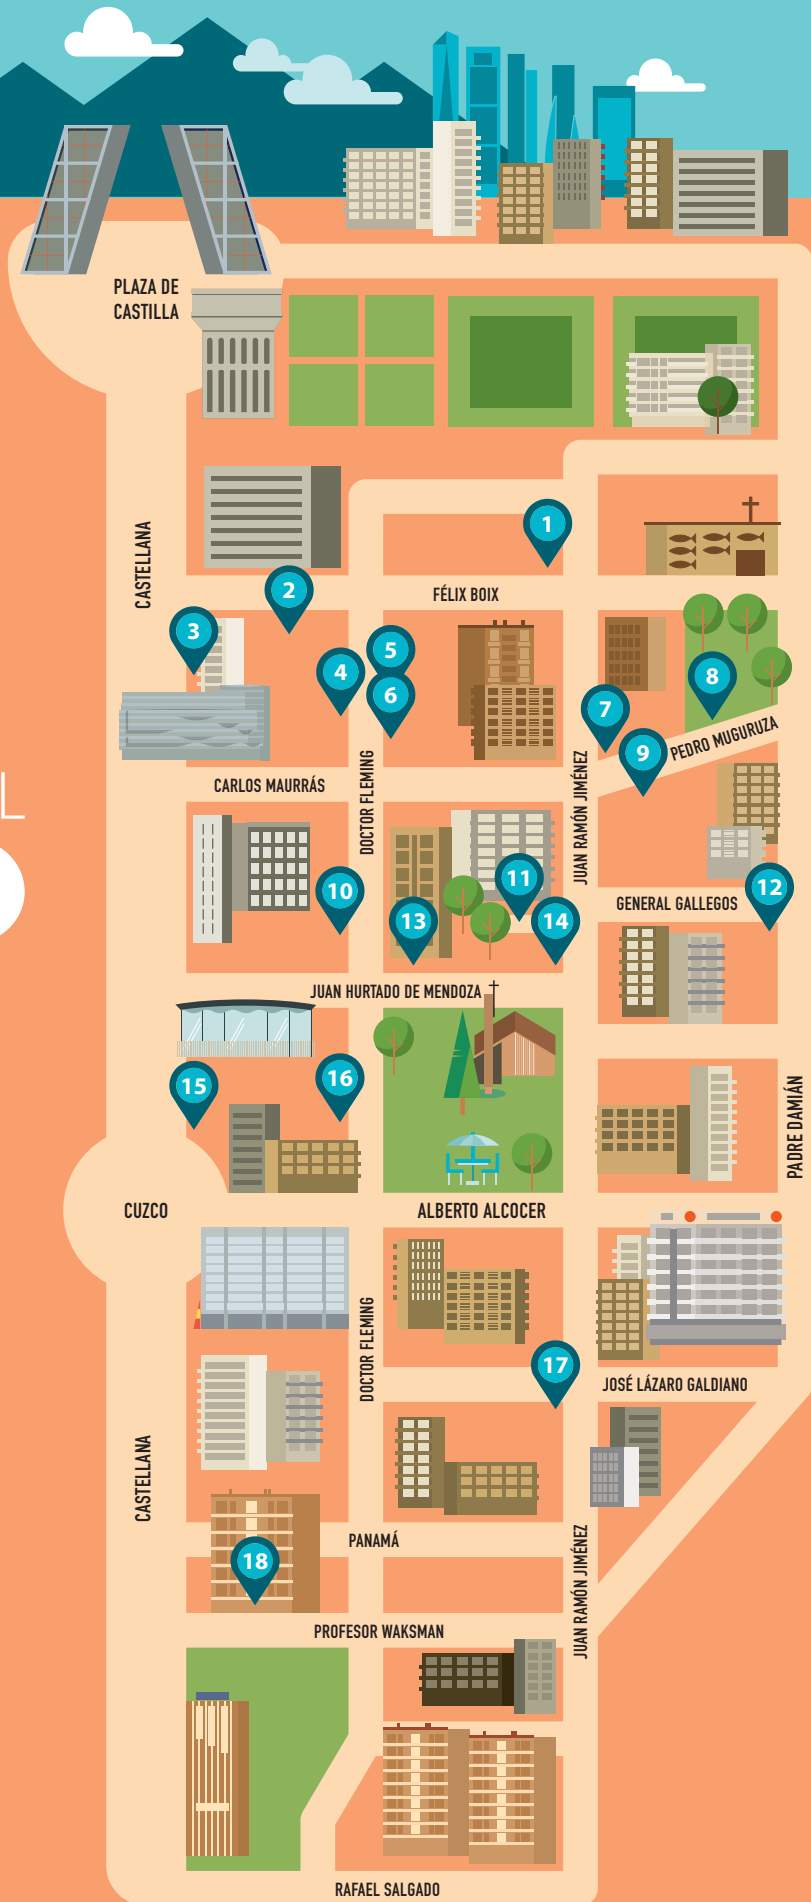 PLAZA DE
CASTILLA
1
CASTELLANA
2
FÉLIX BOIX
3
5
4
6
8
7
9
PEDRO MUGURUZA
CARLOS MAURRÁS
DOCTOR FLEMING
JUAN RAMÓN JIMÉNEZ
L
10
11
12
GENERAL GALLEGOS
13
14
JUAN HURTADO DE MENDOZA
15
16
PADRE DAMIÁN
CUZCO
ALBERTO ALCOCER
DOCTOR FLEMING
17
JOSÉ LÁZARO GALDIANO
CASTELLANA
PANAMÁ
18
JUAN RAMÓN JIMÉNEZ
PROFESOR WAKSMAN
RAFAEL SALGADO